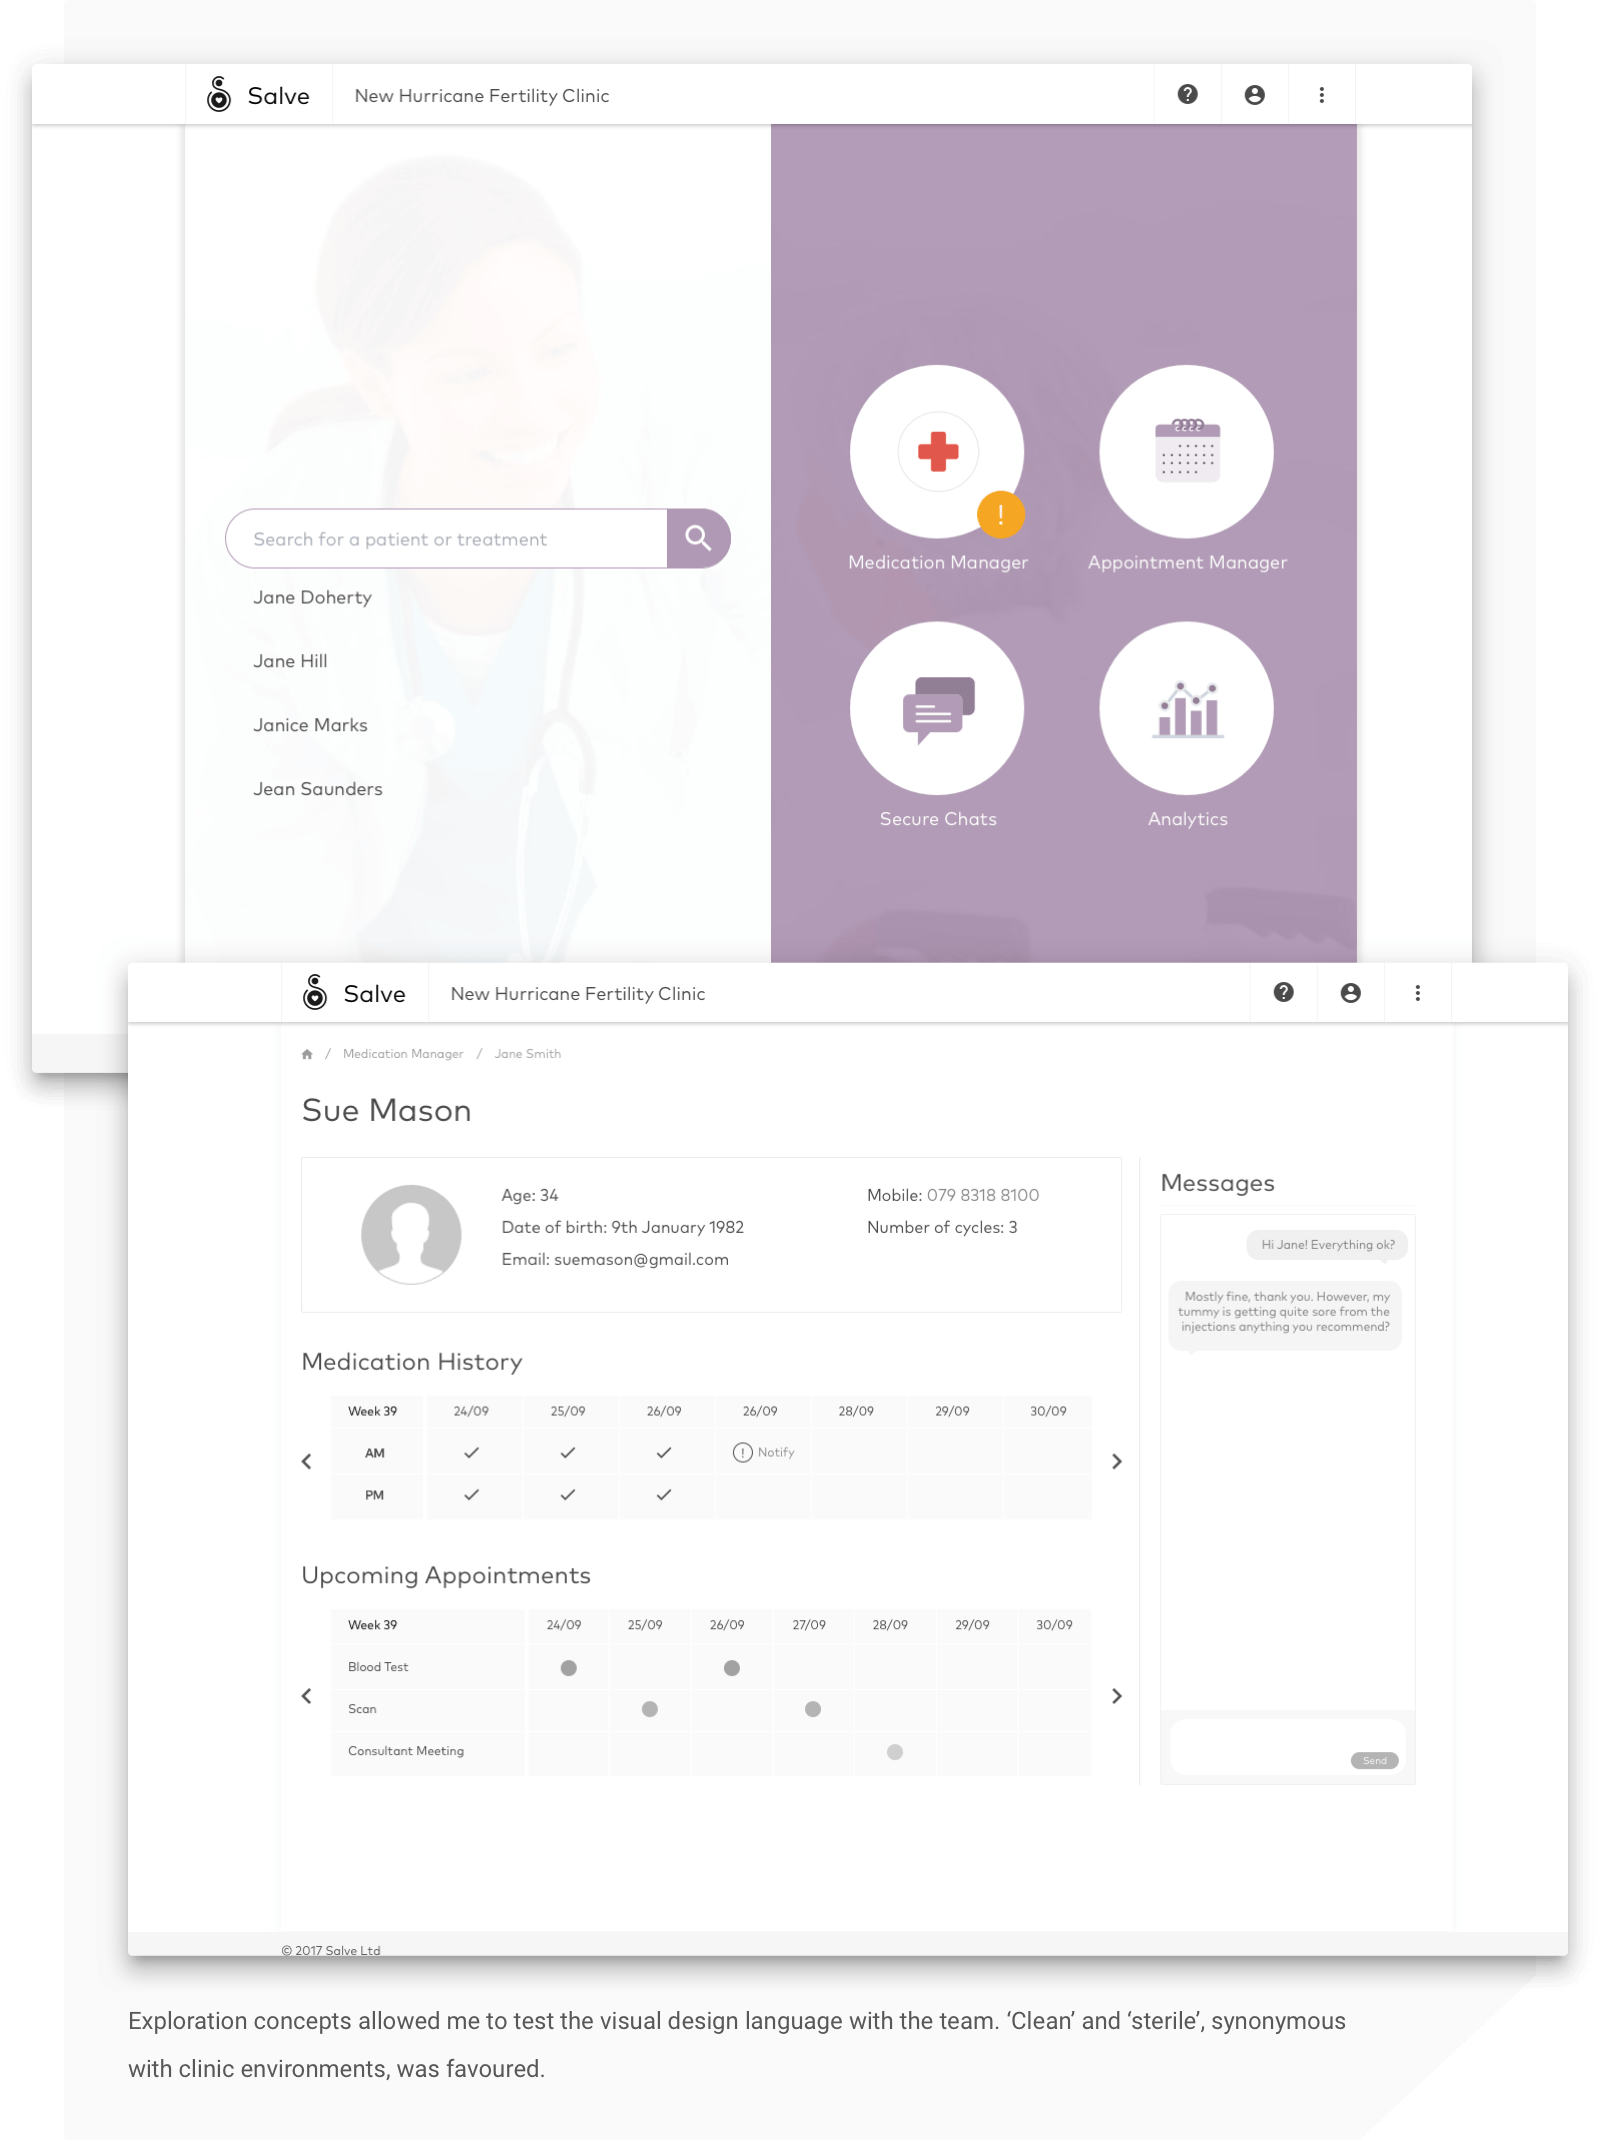 Salve
New Hurricane Fertility Clinic
Search for a patient or treatment
Jane Doherty
Jane Hill
Janice Marks
Jean Saunders
!
Medication Manager
Appointment Manager
Secure Chats
Analytics
Salve
New Hurricane Fertility Clinic
/ Medication Manager / Jane Smith
Sue Mason
Age: 34
Date of birth: 9th January 1982
Email: suemason@gmail.com
Mobile: 079 8318 8100
Number of cycles: 3
Medication History
Week 39 24/09 25/09 26/09 26/09 28/09 29/09 30/09
AM ✓ ✓ ✓ ! Notify
PM ✓ ✓ ✓
Upcoming Appointments
Week 39 24/09 25/09 26/09 27/09 28/09 29/09 30/09
Blood Test
Scan
Consultant Meeting
Messages
Hi Jane! Everything ok?
Mostly fine, thank you. However, my
tummy is getting quite sore from the
injections anything you recommend?
Send
© 2017 Salve Ltd
Exploration concepts allowed me to test the visual design language with the team. ‘Clean’ and ‘sterile’, synonymous
with clinic environments, was favoured.